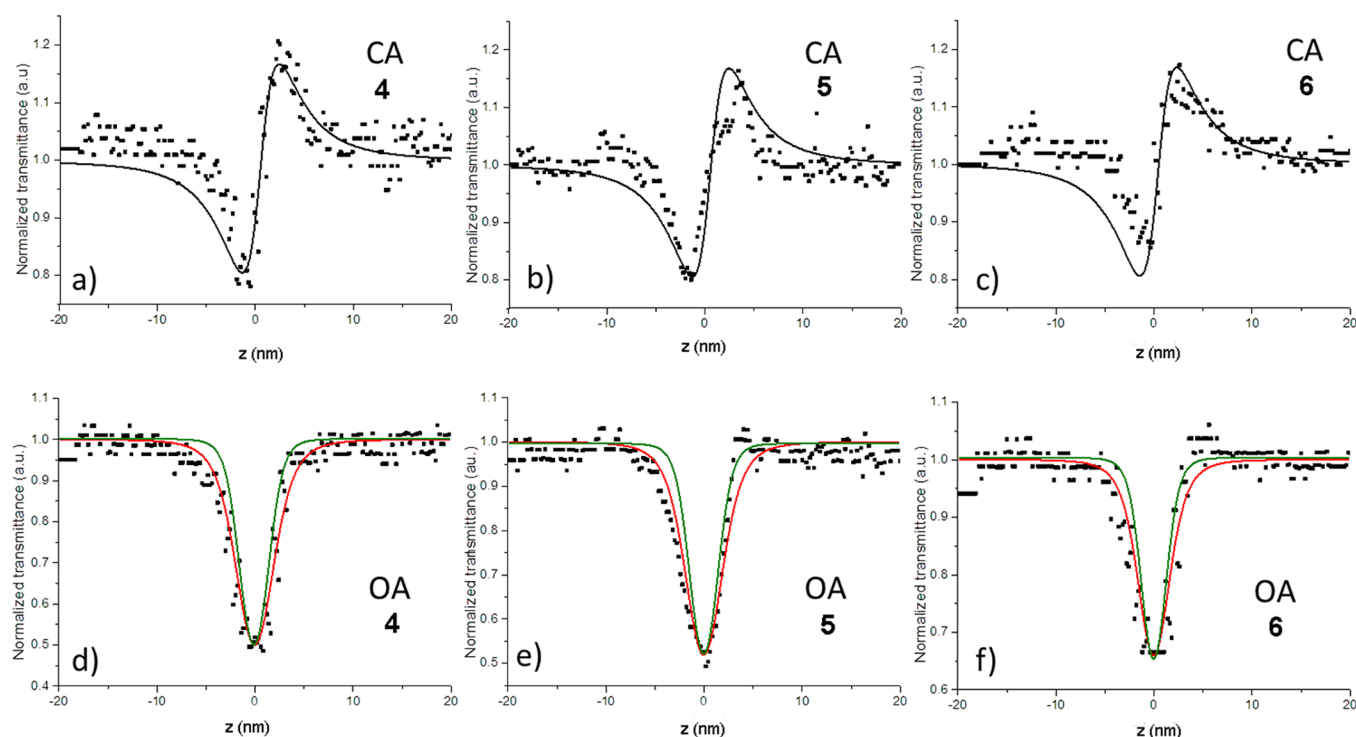 Normalized transmittance (a.u)
1.2
1.1
1.0
0.9
0.8
CA
4
a)
-20 -10 0 10 20
z (nm)
Normalized transmittance (a.u.)
1.2
1.1
1.0
0.9
0.8
CA
5
b)
-20 -10 0 10 20
z (nm)
Normalized transmittance (a.u.)
1.2
1.1
1.0
0.9
0.8
CA
6
c)
-20 -10 0 10 20
z (nm)
Normalized transmittance (a.u.)
1.1
1.0
0.9
0.8
0.7
0.6
0.5
0.4
OA
4
d)
-20 -10 0 10 20
z (nm)
Normalized transmittance (au.)
1.1
1.0
0.9
0.8
0.7
0.6
0.5
OA
5
e)
-20 -10 0 10 20
z (nm)
Normalized transmittance (a.u.)
1.1
1.0
0.9
0.8
0.7
0.6
OA
6
f)
-20 -10 0 10 20
z (nm)